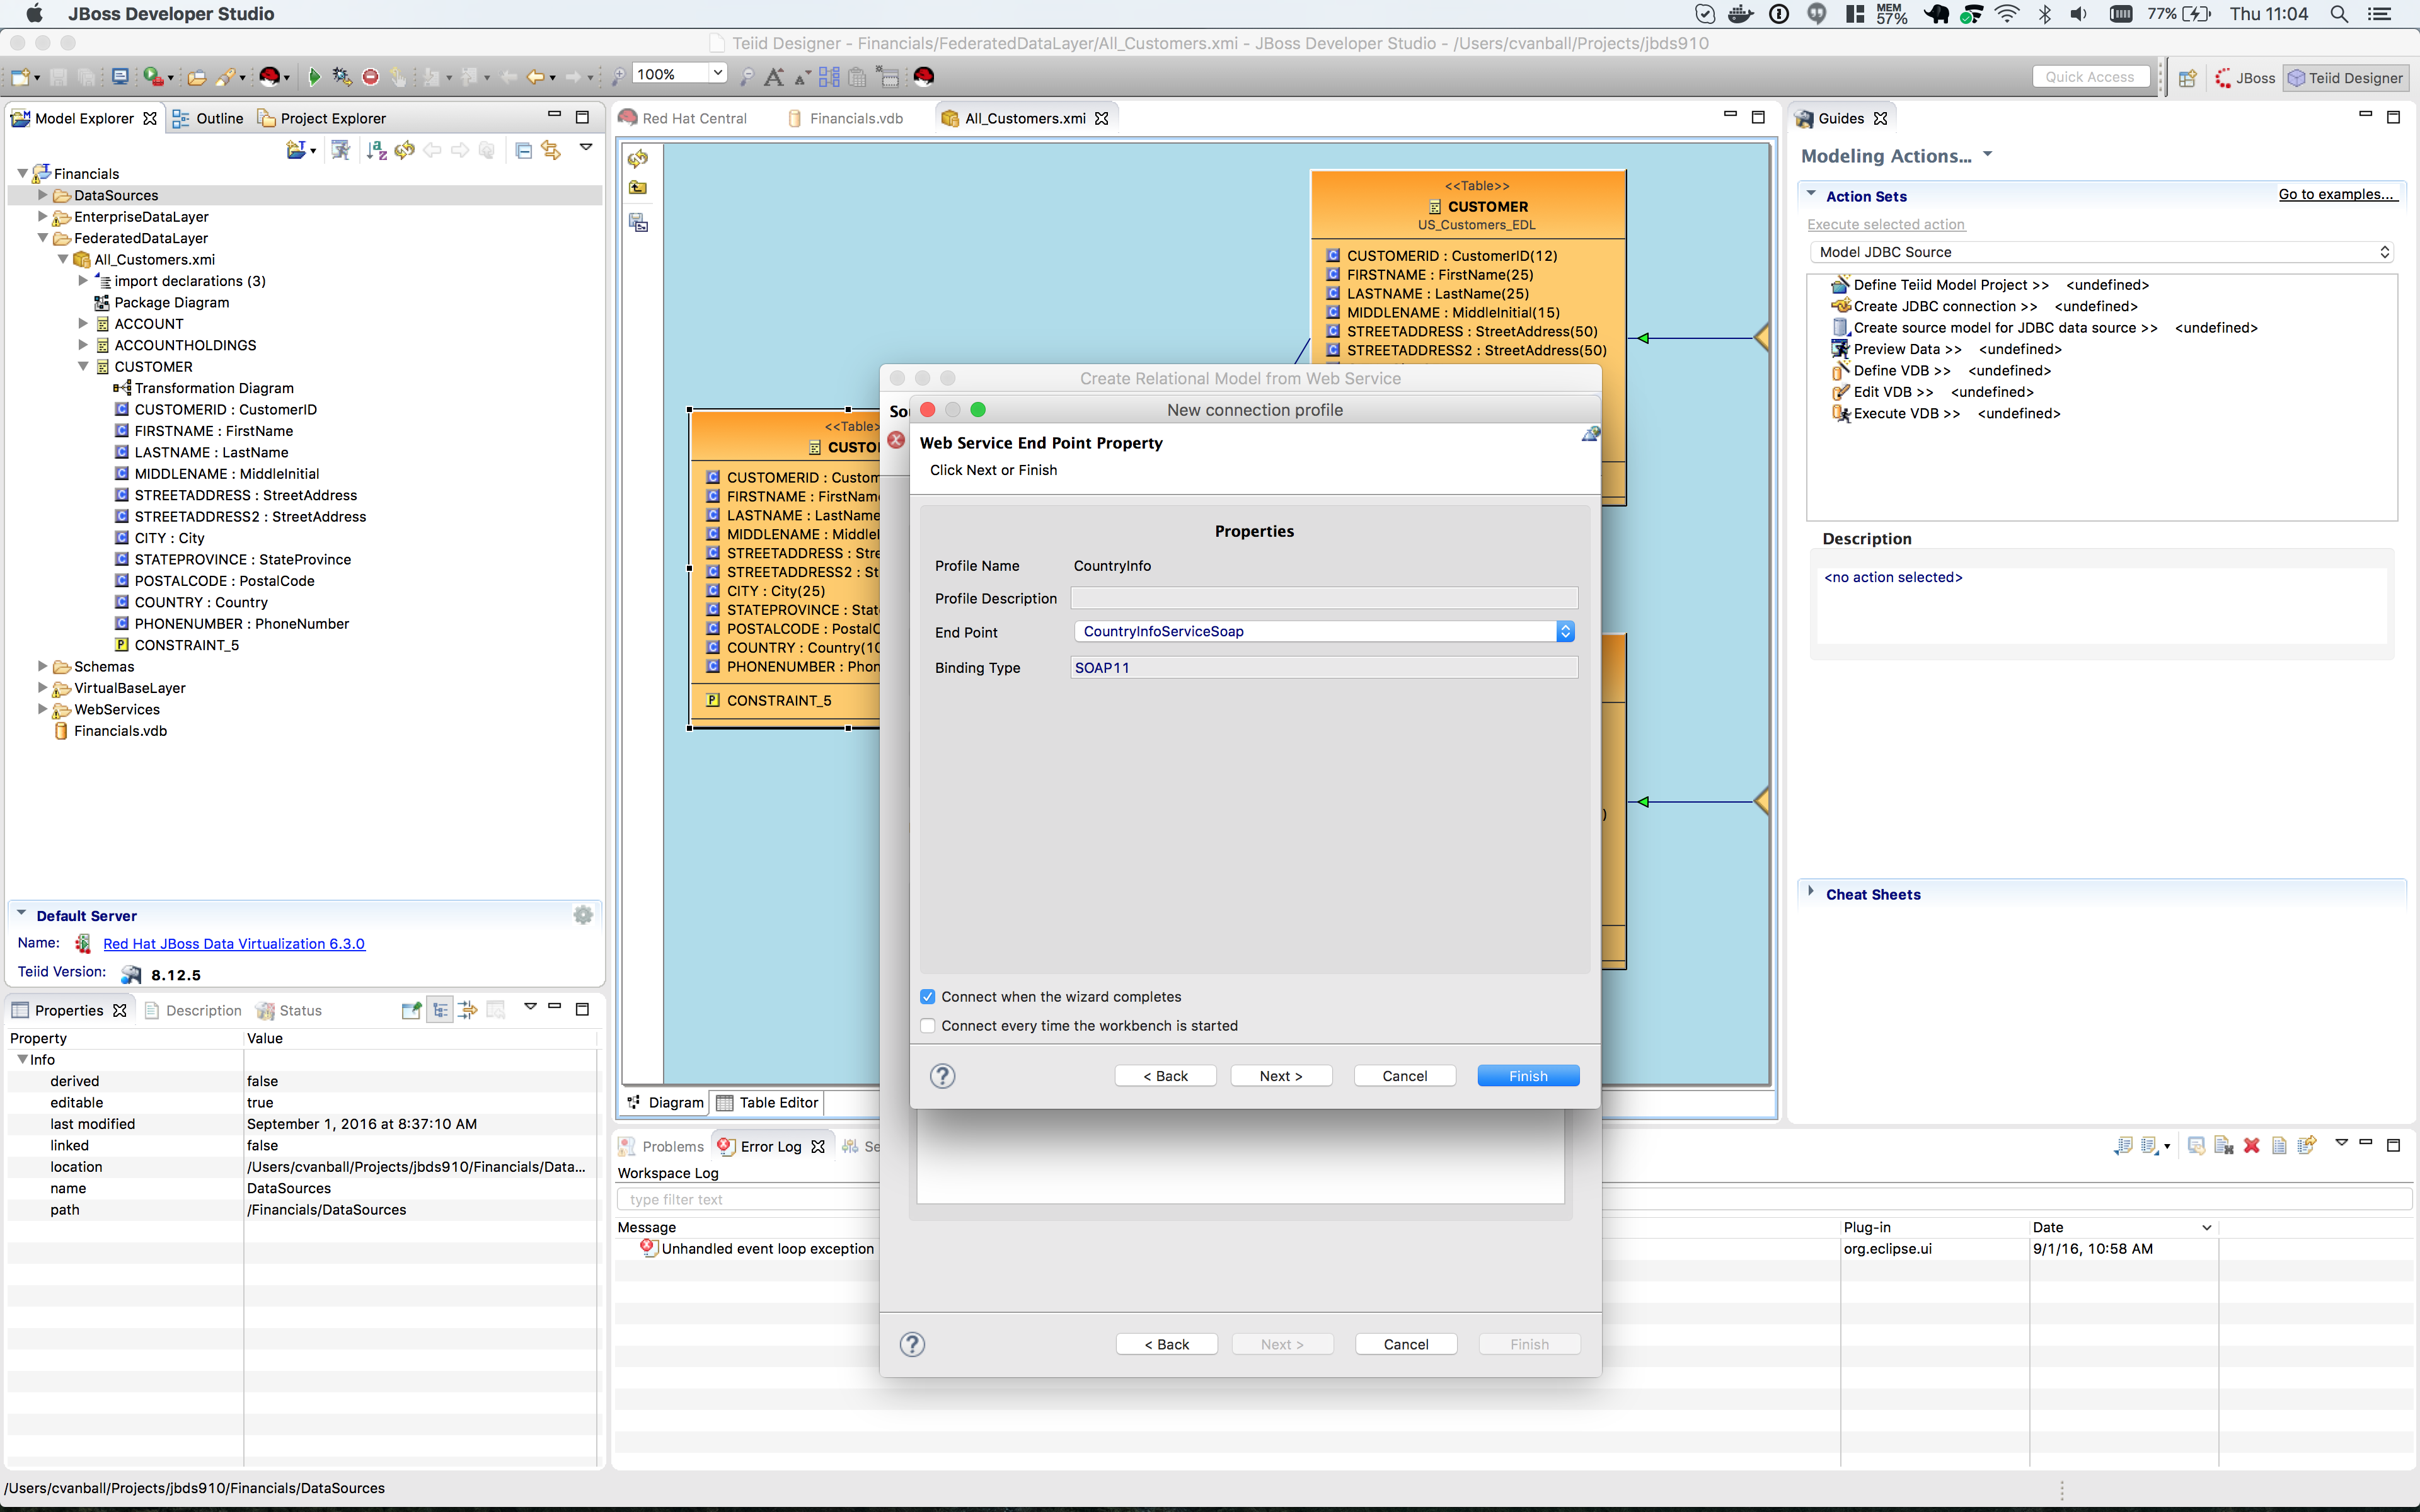 JBoss Developer Studio
MEM
57%
77%
Thu 11:04
Teiid Designer - Financials/FederatedDataLayer/All_Customers.xmi - JBoss Developer Studio - /Users/cvanball/Projects/jbds910
100%
Quick Access
JBoss
Teiid Designer
Model Explorer
Outline
Project Explorer
Financials
DataSources
EnterpriseDataLayer
FederatedDataLayer
All_Customers.xmi
import declarations (3)
Package Diagram
ACCOUNT
ACCOUNTHOLDINGS
CUSTOMER
Transformation Diagram
CUSTOMERID : CustomerID
FIRSTNAME : FirstName
LASTNAME : LastName
MIDDLENAME : MiddleInitial
STREETADDRESS : StreetAddress
STREETADDRESS2 : StreetAddress
CITY : City
STATEPROVINCE : StateProvince
POSTALCODE : PostalCode
COUNTRY : Country
PHONENUMBER : PhoneNumber
CONSTRAINT_5
Schemas
VirtualBaseLayer
WebServices
Financials.vdb
Default Server
Name:
Red Hat JBoss Data Virtualization 6.3.0
Teiid Version:
8.12.5
Properties
Description
Status
Property
Value
Info
derived
false
editable
true
last modified
September 1, 2016 at 8:37:10 AM
linked
false
location
/Users/cvanball/Projects/jbds910/Financials/Data...
name
DataSources
path
/Financials/DataSources
/Users/cvanball/Projects/jbds910/Financials/DataSources
Red Hat Central
Financials.vdb
All_Customers.xmi
<<Table>>
CUSTOMER
US_Customers_EDL
CUSTOMERID : CustomerID(12)
FIRSTNAME : FirstName(25)
LASTNAME : LastName(25)
MIDDLENAME : MiddleInitial(15)
STREETADDRESS : StreetAddress(50)
STREETADDRESS2 : StreetAddress(50)
<<Table>
CUSTO
CUSTOMERID : Custom
FIRSTNAME : FirstName
LASTNAME : LastName
MIDDLENAME : MiddleI
STREETADDRESS : Stre
STREETADDRESS2 : St
CITY : City(25)
STATEPROVINCE : State
POSTALCODE : PostalC
COUNTRY : Country(10
PHONENUMBER : Phon
CONSTRAINT_5
)
Create Relational Model from Web Service
So
New connection profile
Web Service End Point Property
Click Next or Finish
Properties
Profile Name
CountryInfo
Profile Description
End Point
CountryInfoServiceSoap
Binding Type
SOAP11
Connect when the wizard completes
Connect every time the workbench is started
?
< Back
Next >
Cancel
Finish
?
< Back
Next >
Cancel
Finish
Diagram
Table Editor
Problems
Error Log
Se
Workspace Log
type filter text
Message
Plug-in
Date
Unhandled event loop exception
org.eclipse.ui
9/1/16, 10:58 AM
Guides
Modeling Actions...
Action Sets
Go to examples...
Execute selected action
Model JDBC Source
Define Teiid Model Project >> <undefined>
Create JDBC connection >> <undefined>
Create source model for JDBC data source >> <undefined>
Preview Data >> <undefined>
Define VDB >> <undefined>
Edit VDB >> <undefined>
Execute VDB >> <undefined>
Description
<no action selected>
Cheat Sheets